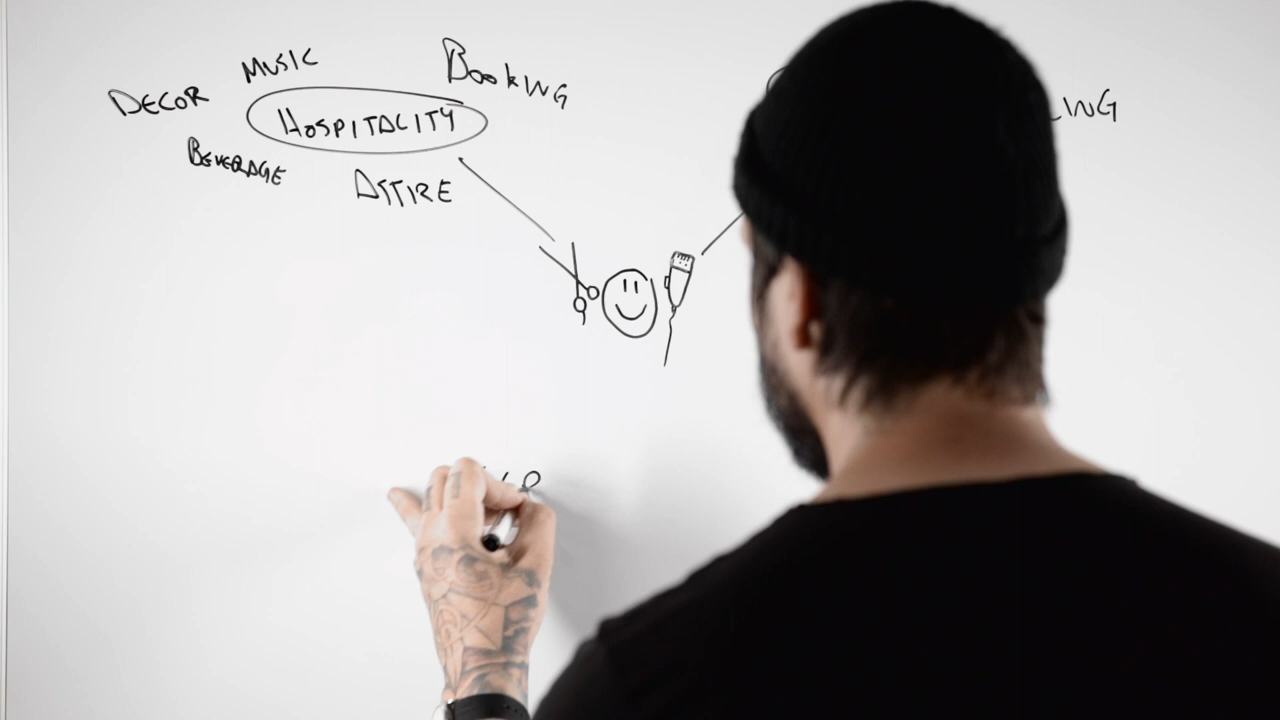 MUSIC
BOOKING
DECOR
HOSPITALITY
BEVERAGE
ATTIRE